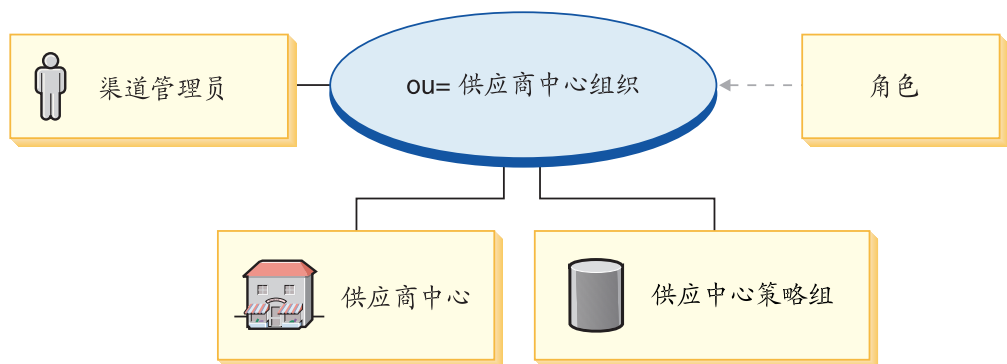 渠道管理员
ou= 供应商中心组织
角色
供应商中心
供应中心策略组